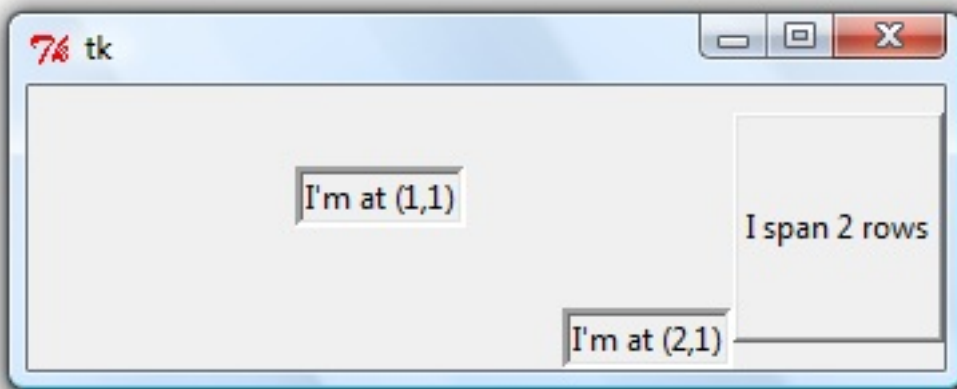 tk
I'm at (1,1)
I span 2 rows
I'm at (2,1)